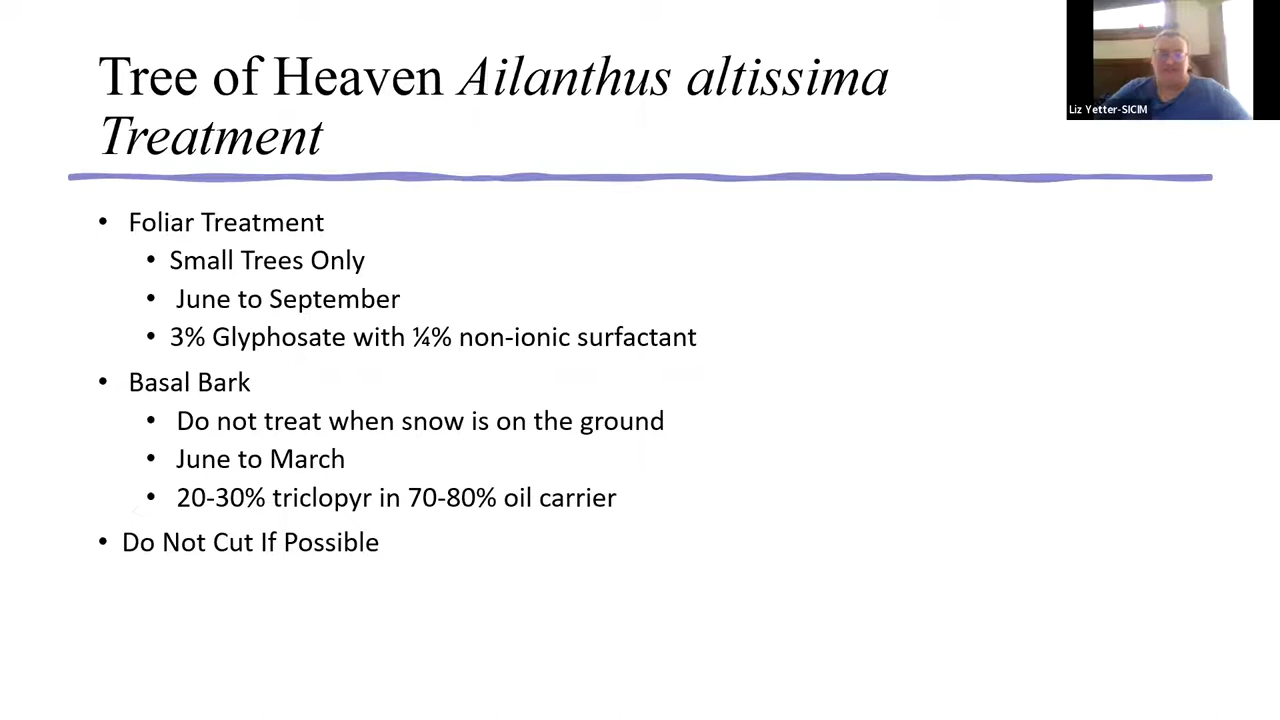 Tree of Heaven Ailanthus altissima
Treatment
Liz Yetter-SICIM
• Foliar Treatment
• Small Trees Only
• June to September
• 3% Glyphosate with ¼% non-ionic surfactant
• Basal Bark
• Do not treat when snow is on the ground
• June to March
• 20-30% triclopyr in 70-80% oil carrier
• Do Not Cut If Possible